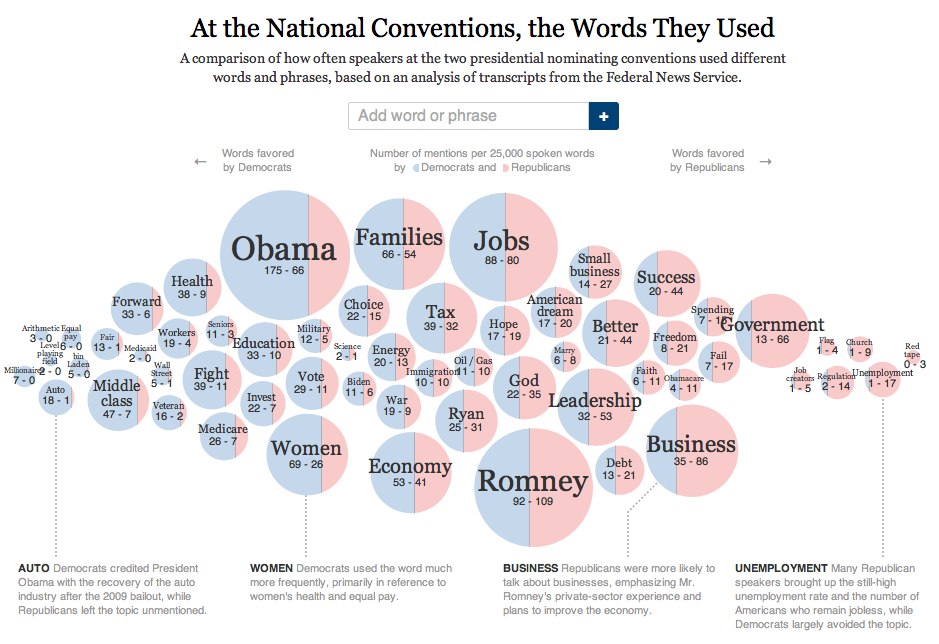 At the National Conventions, the Words They Used
A comparison of how often speakers at the two presidential nominating conventions used different
words and phrases, based on an analysis of transcripts from the Federal News Service.
Add word or phrase +
← Words favored
by Democrats
Number of mentions per 25,000 spoken words
by Democrats and Republicans
Words favored →
by Republicans
Obama
175 - 66
Families
66 - 54
Jobs
88 - 80
Small
business
14 - 27
Success
20 - 44
Health
38 - 9
Forward
33 - 6
Choice
22 - 15
Tax
39 - 32
American
dream
17 - 20
Hope
17 - 19
Better
21 - 44
Spending
7 - 18
Government
13 - 66
Arithmetic
3 - 0
Equal
pay
6 - 0
Fair
13 - 1
Workers
19 - 4
Seniors
11 - 3
Education
33 - 10
Military
12 - 5
Science
2 - 1
Energy
20 - 13
Freedom
8 - 21
Flag
1 - 4
Church
1 - 9
Red
tape
0 - 3
Level
playing
field
2 - 0
Medicaid
2 - 0
bin
Laden
5 - 0
Wall
Street
5 - 1
Marry
6 - 8
Oil / Gas
11 - 10
Immigration
10 - 10
Fail
7 - 17
Millionaire
7 - 0
Auto
18 - 1
Middle
class
47 - 7
Fight
39 - 11
Vote
29 - 11
Biden
11 - 6
God
22 - 35
Faith
6 - 11
Obamacare
4 - 11
Job
creators
1 - 5
Regulation
2 - 14
Unemployment
1 - 17
Veteran
16 - 2
Invest
22 - 7
War
19 - 9
Ryan
25 - 31
Leadership
32 - 53
Medicare
26 - 7
Women
69 - 26
Economy
53 - 41
Romney
92 - 109
Debt
13 - 21
Business
35 - 86
AUTO Democrats credited President
Obama with the recovery of the auto
industry after the 2009 bailout, while
Republicans left the topic unmentioned.
WOMEN Democrats used the word much
more frequently, primarily in reference to
women's health and equal pay.
BUSINESS Republicans were more likely to
talk about businesses, emphasizing Mr.
Romney's private-sector experience and
plans to improve the economy.
UNEMPLOYMENT Many Republican
speakers brought up the still-high
unemployment rate and the number of
Americans who remain jobless, while
Democrats largely avoided the topic.